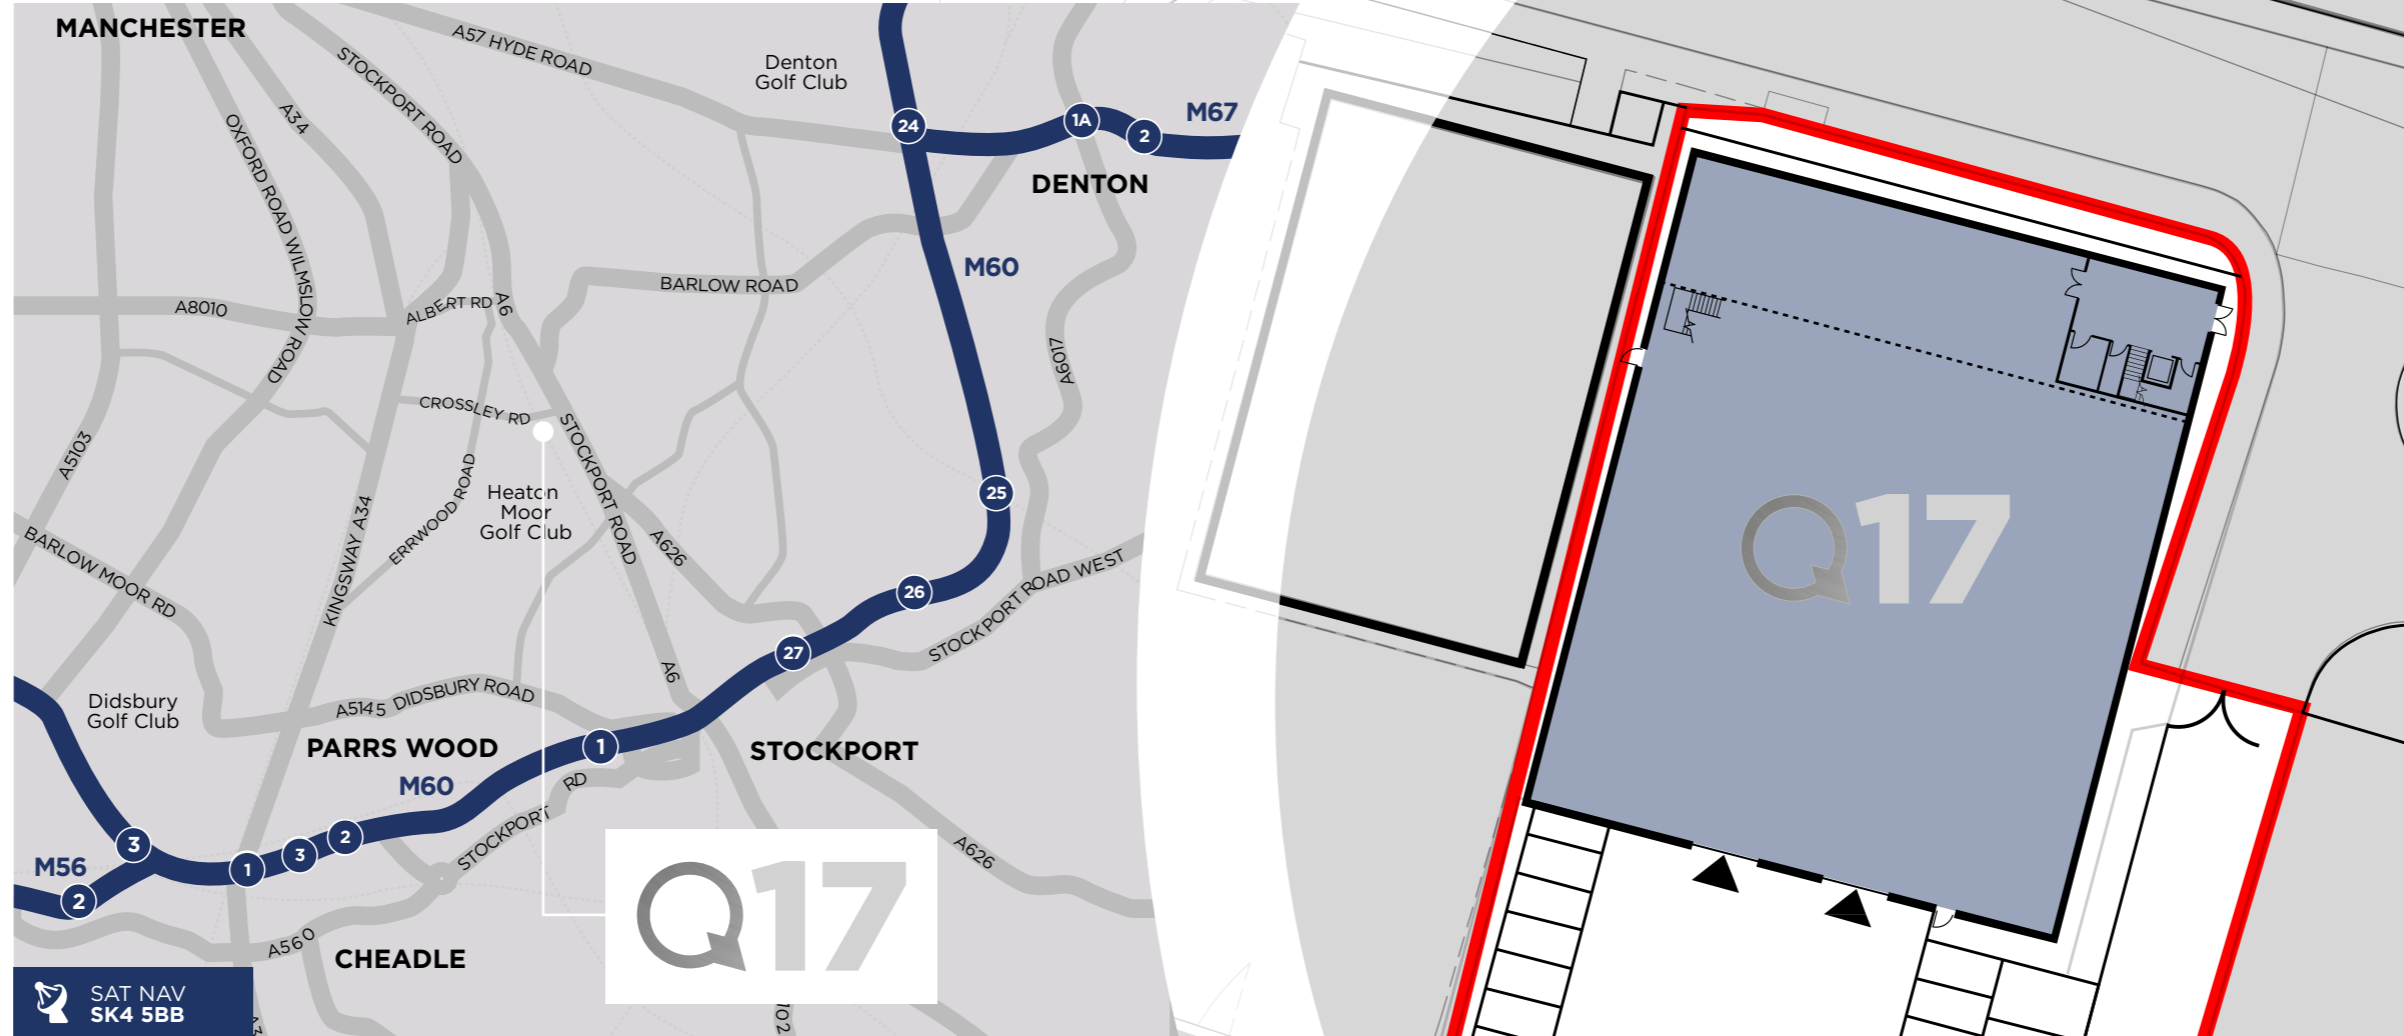 MANCHESTER
A57 HYDE ROAD
Denton
Golf Club
STOCKPORT ROAD
A34
OXFORD ROAD WILMSLOW ROAD
24
1A
2
M67
DENTON
M60
BARLOW ROAD
A8010
ALBERT RD
A6
A6017
CROSSLEY RD
STOCKPORT ROAD
A5103
KINGSWAY A34
ERRWOOD ROAD
Heaton
Moor
Golf Club
25
A626
BARLOW MOOR RD
26
STOCKPORT ROAD WEST
27
A6
Didsbury
Golf Club
A5145 DIDSBURY ROAD
PARRS WOOD
M60
1
STOCKPORT
STOCKPORT RD
3
2
3
1
M56
2
A626
A560
CHEADLE
Q17
SAT NAV
SK4 5BB
Q17